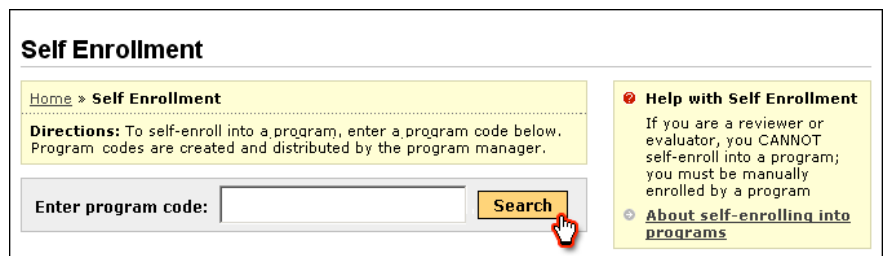 Self Enrollment
Home » Self Enrollment
Directions: To self-enroll into a program, enter a program code below.
Program codes are created and distributed by the program manager.
Enter program code:
Search
Help with Self Enrollment
If you are a reviewer or
evaluator, you CANNOT
self-enroll into a program;
you must be manually
enrolled by a program
About self-enrolling into
programs